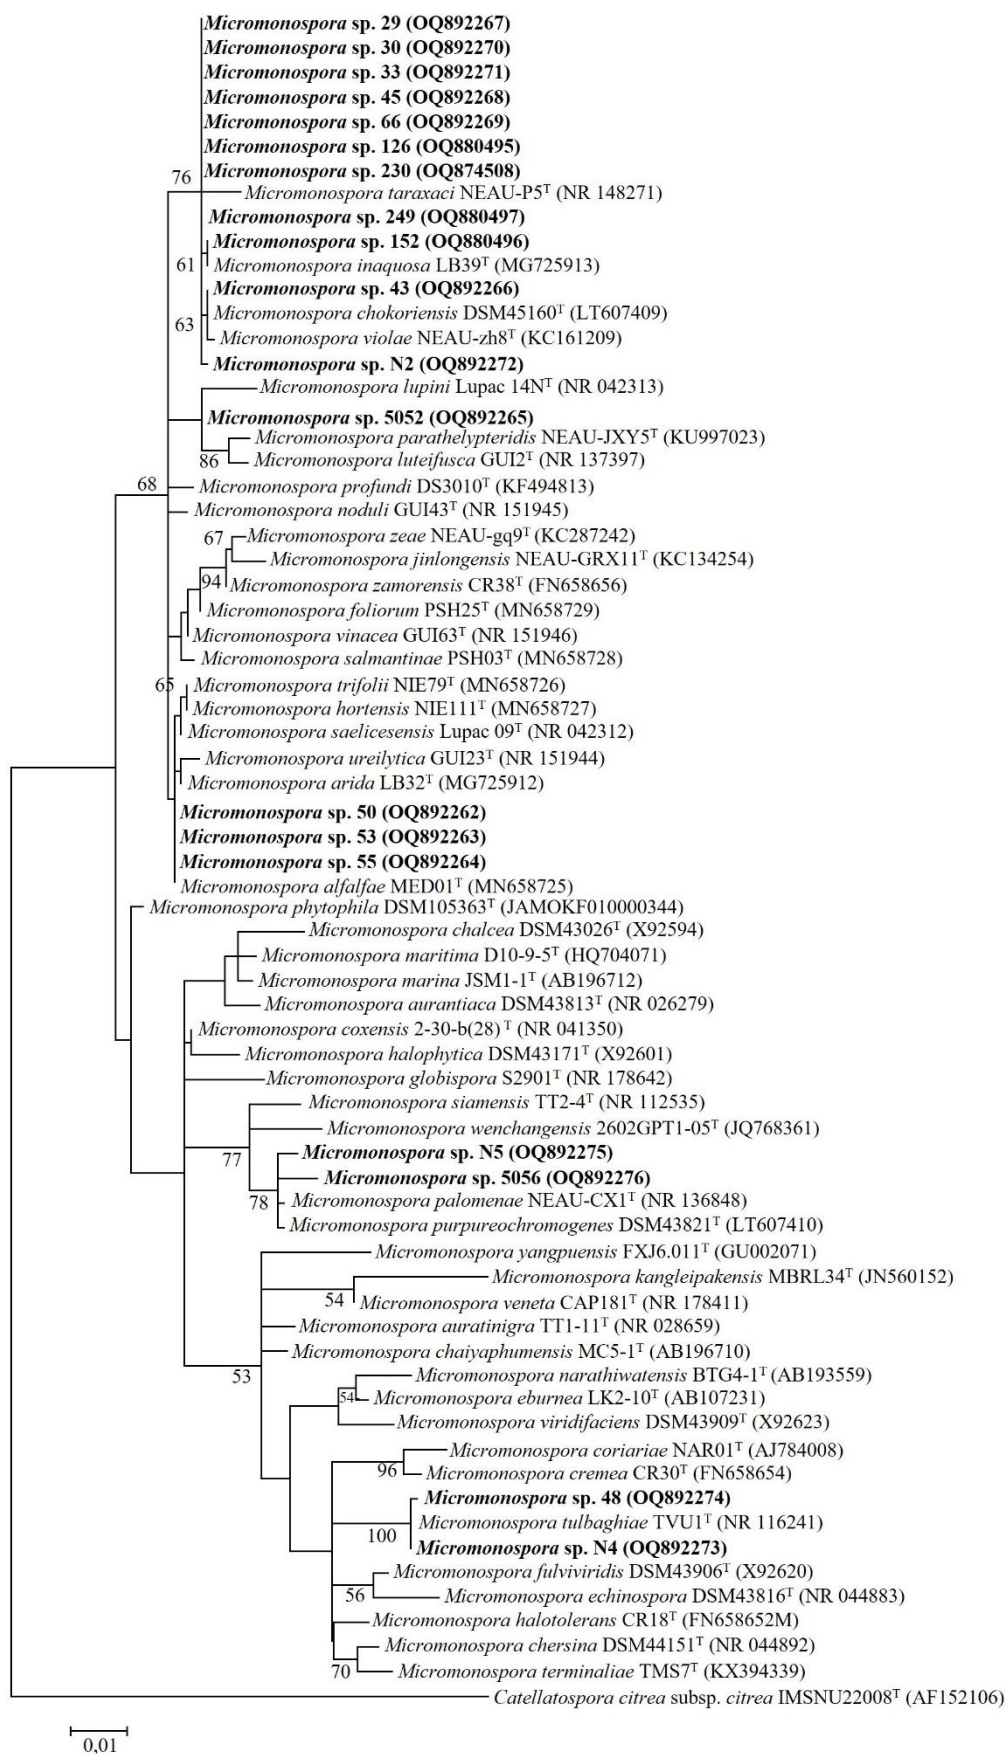 Micromonospora sp. 29 (OQ892267)
Micromonospora sp. 30 (OQ892270)
Micromonospora sp. 33 (OQ892271)
Micromonospora sp. 45 (OQ892268)
Micromonospora sp. 66 (OQ892269)
Micromonospora sp. 126 (OQ880495)
Micromonospora sp. 230 (OQ874508)
76
Micromonospora taraxaci NEAU-P5ᵀ (NR 148271)
Micromonospora sp. 249 (OQ880497)
Micromonospora sp. 152 (OQ880496)
61 Micromonospora inaquosa LB39ᵀ (MG725913)
Micromonospora sp. 43 (OQ892266)
Micromonospora chokoriensis DSM45160ᵀ (LT607409)
63
Micromonospora violae NEAU-zh8ᵀ (KC161209)
Micromonospora sp. N2 (OQ892272)
Micromonospora lupini Lupac 14Nᵀ (NR 042313)
Micromonospora sp. 5052 (OQ892265)
Micromonospora parathelypteridis NEAU-JXY5ᵀ (KU997023)
86 Micromonospora luteifusca GUI2ᵀ (NR 137397)
68 Micromonospora profundi DS3010ᵀ (KF494813)
Micromonospora noduli GUI43ᵀ (NR 151945)
67 Micromonospora zeae NEAU-gq9ᵀ (KC287242)
Micromonospora jinlongensis NEAU-GRX11ᵀ (KC134254)
94 Micromonospora zamorensis CR38ᵀ (FN658656)
Micromonospora foliorum PSH25ᵀ (MN658729)
Micromonospora vinacea GUI63ᵀ (NR 151946)
Micromonospora salmantinae PSH03ᵀ (MN658728)
65 Micromonospora trifolii NIE79ᵀ (MN658726)
Micromonospora hortensis NIE111ᵀ (MN658727)
Micromonospora saelicesensis Lupac 09ᵀ (NR 042312)
Micromonospora ureilytica GUI23ᵀ (NR 151944)
Micromonospora arida LB32ᵀ (MG725912)
Micromonospora sp. 50 (OQ892262)
Micromonospora sp. 53 (OQ892263)
Micromonospora sp. 55 (OQ892264)
Micromonospora alfalfae MED01ᵀ (MN658725)
Micromonospora phytophila DSM105363ᵀ (JAMOKF010000344)
Micromonospora chalcea DSM43026ᵀ (X92594)
Micromonospora maritima D10-9-5ᵀ (HQ704071)
Micromonospora marina JSM1-1ᵀ (AB196712)
Micromonospora aurantiaca DSM43813ᵀ (NR 026279)
Micromonospora coxensis 2-30-b(28) ᵀ (NR 041350)
Micromonospora halophytica DSM43171ᵀ (X92601)
Micromonospora globispora S2901ᵀ (NR 178642)
Micromonospora siamensis TT2-4ᵀ (NR 112535)
Micromonospora wenchangensis 2602GPT1-05ᵀ (JQ768361)
77 Micromonospora sp. N5 (OQ892275)
Micromonospora sp. 5056 (OQ892276)
78 Micromonospora palomenae NEAU-CX1ᵀ (NR 136848)
Micromonospora purpureochromogenes DSM43821ᵀ (LT607410)
Micromonospora yangpuensis FXJ6.011ᵀ (GU002071)
Micromonospora kangleipakensis MBRL34ᵀ (JN560152)
54 Micromonospora veneta CAP181ᵀ (NR 178411)
Micromonospora auratinigra TT1-11ᵀ (NR 028659)
Micromonospora chaiyaphumensis MC5-1ᵀ (AB196710)
53
Micromonospora narathiwatensis BTG4-1ᵀ (AB193559)
54 Micromonospora eburnea LK2-10ᵀ (AB107231)
Micromonospora viridifaciens DSM43909ᵀ (X92623)
Micromonospora coriariae NAR01ᵀ (AJ784008)
96 Micromonospora cremea CR30ᵀ (FN658654)
Micromonospora sp. 48 (OQ892274)
Micromonospora tulbaghiae TVU1ᵀ (NR 116241)
100
Micromonospora sp. N4 (OQ892273)
Micromonospora fulviviridis DSM43906ᵀ (X92620)
56 Micromonospora echinospora DSM43816ᵀ (NR 044883)
Micromonospora halotolerans CR18ᵀ (FN658652M)
Micromonospora chersina DSM44151ᵀ (NR 044892)
70 Micromonospora terminaliae TMS7ᵀ (KX394339)
Catellatospora citrea subsp. citrea IMSNU22008ᵀ (AF152106)
0,01